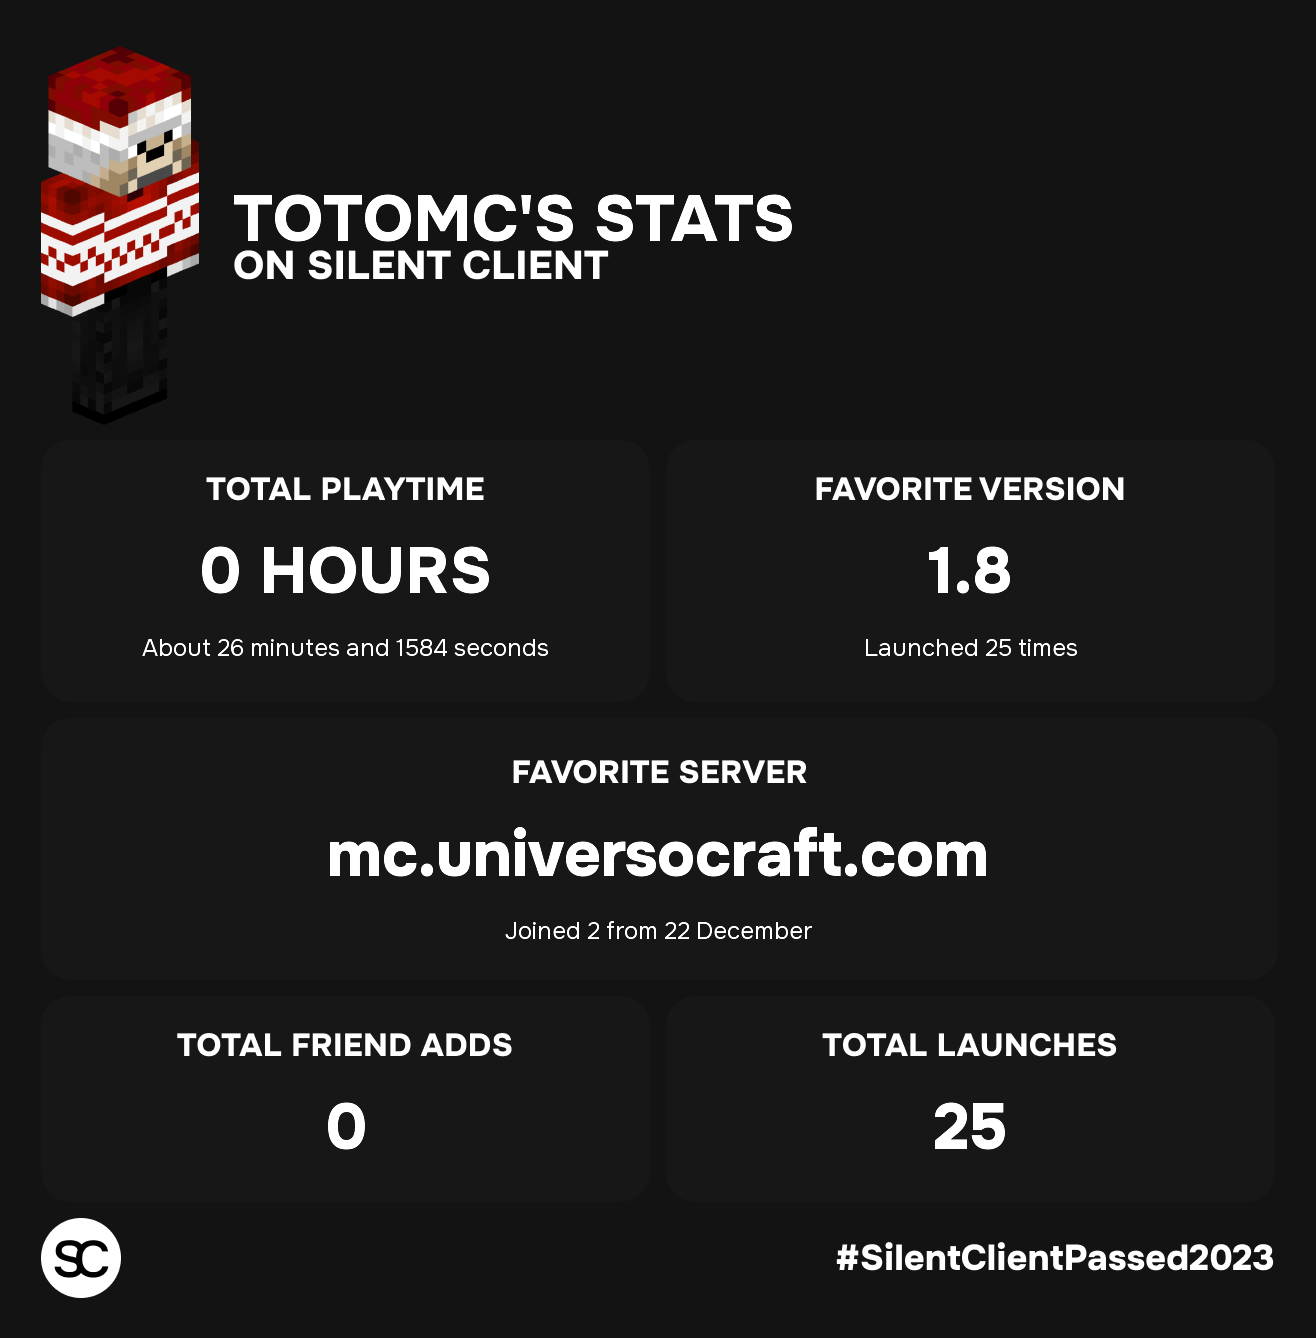 TOTOMC'S STATS
ON SILENT CLIENT
TOTAL PLAYTIME
0 HOURS
About 26 minutes and 1584 seconds
FAVORITE VERSION
1.8
Launched 25 times
FAVORITE SERVER
mc.universocraft.com
Joined 2 from 22 December
TOTAL FRIEND ADDS
0
TOTAL LAUNCHES
25
SC
#SilentClientPassed2023